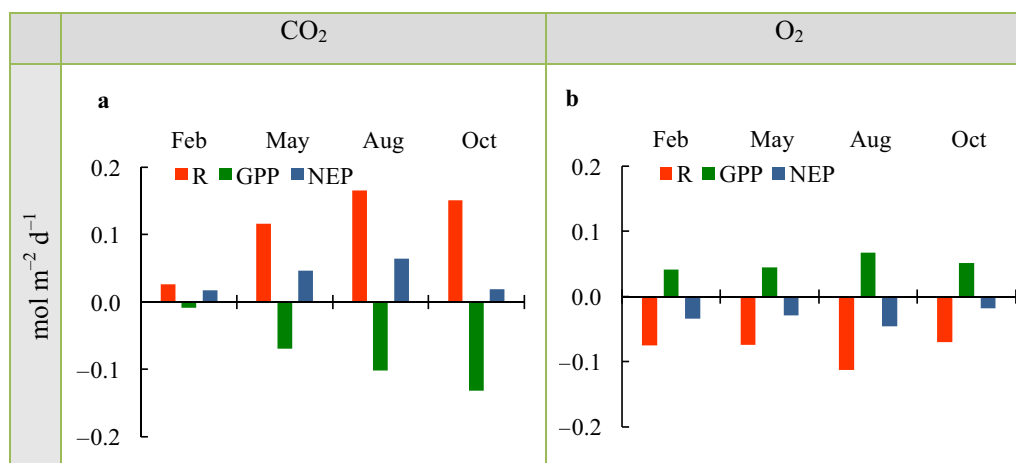 CO₂ O₂
mol m⁻² d⁻¹
a
Feb May Aug Oct
R GPP NEP
0.2
0.1
0.0
–0.1
–0.2
b
Feb May Aug Oct
R GPP NEP
0.2
0.1
0.0
–0.1
–0.2